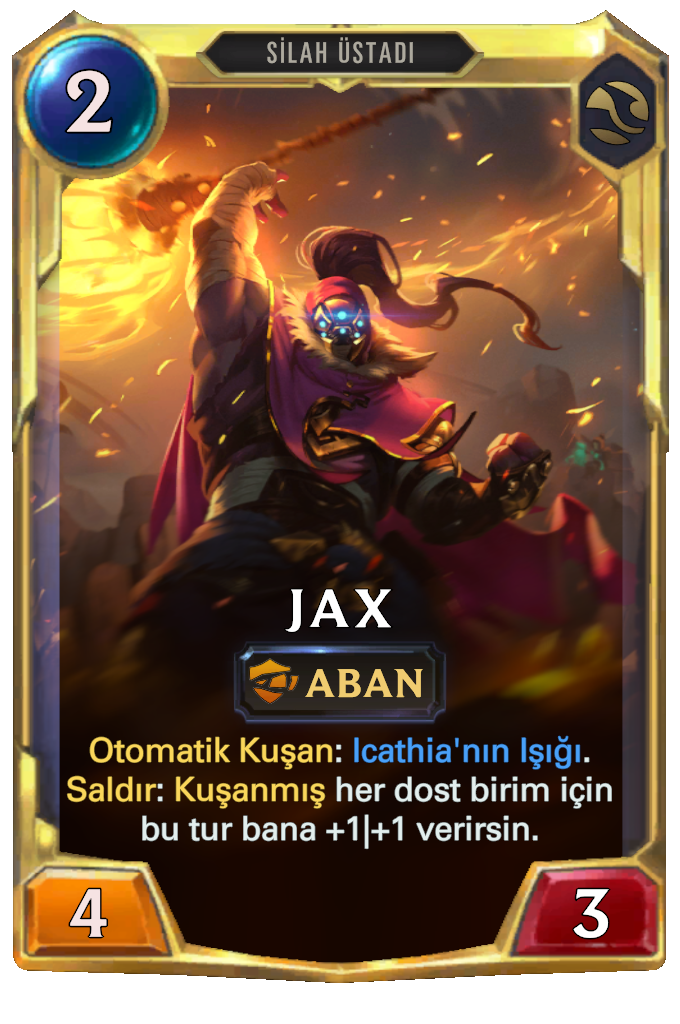 SİLAH ÜSTADI
2
JAX
ABAN
Otomatik Kuşan: Icathia'nın Işığı.
Saldır: Kuşanmış her dost birim için
bu tur bana +1|+1 verirsin.
4
3